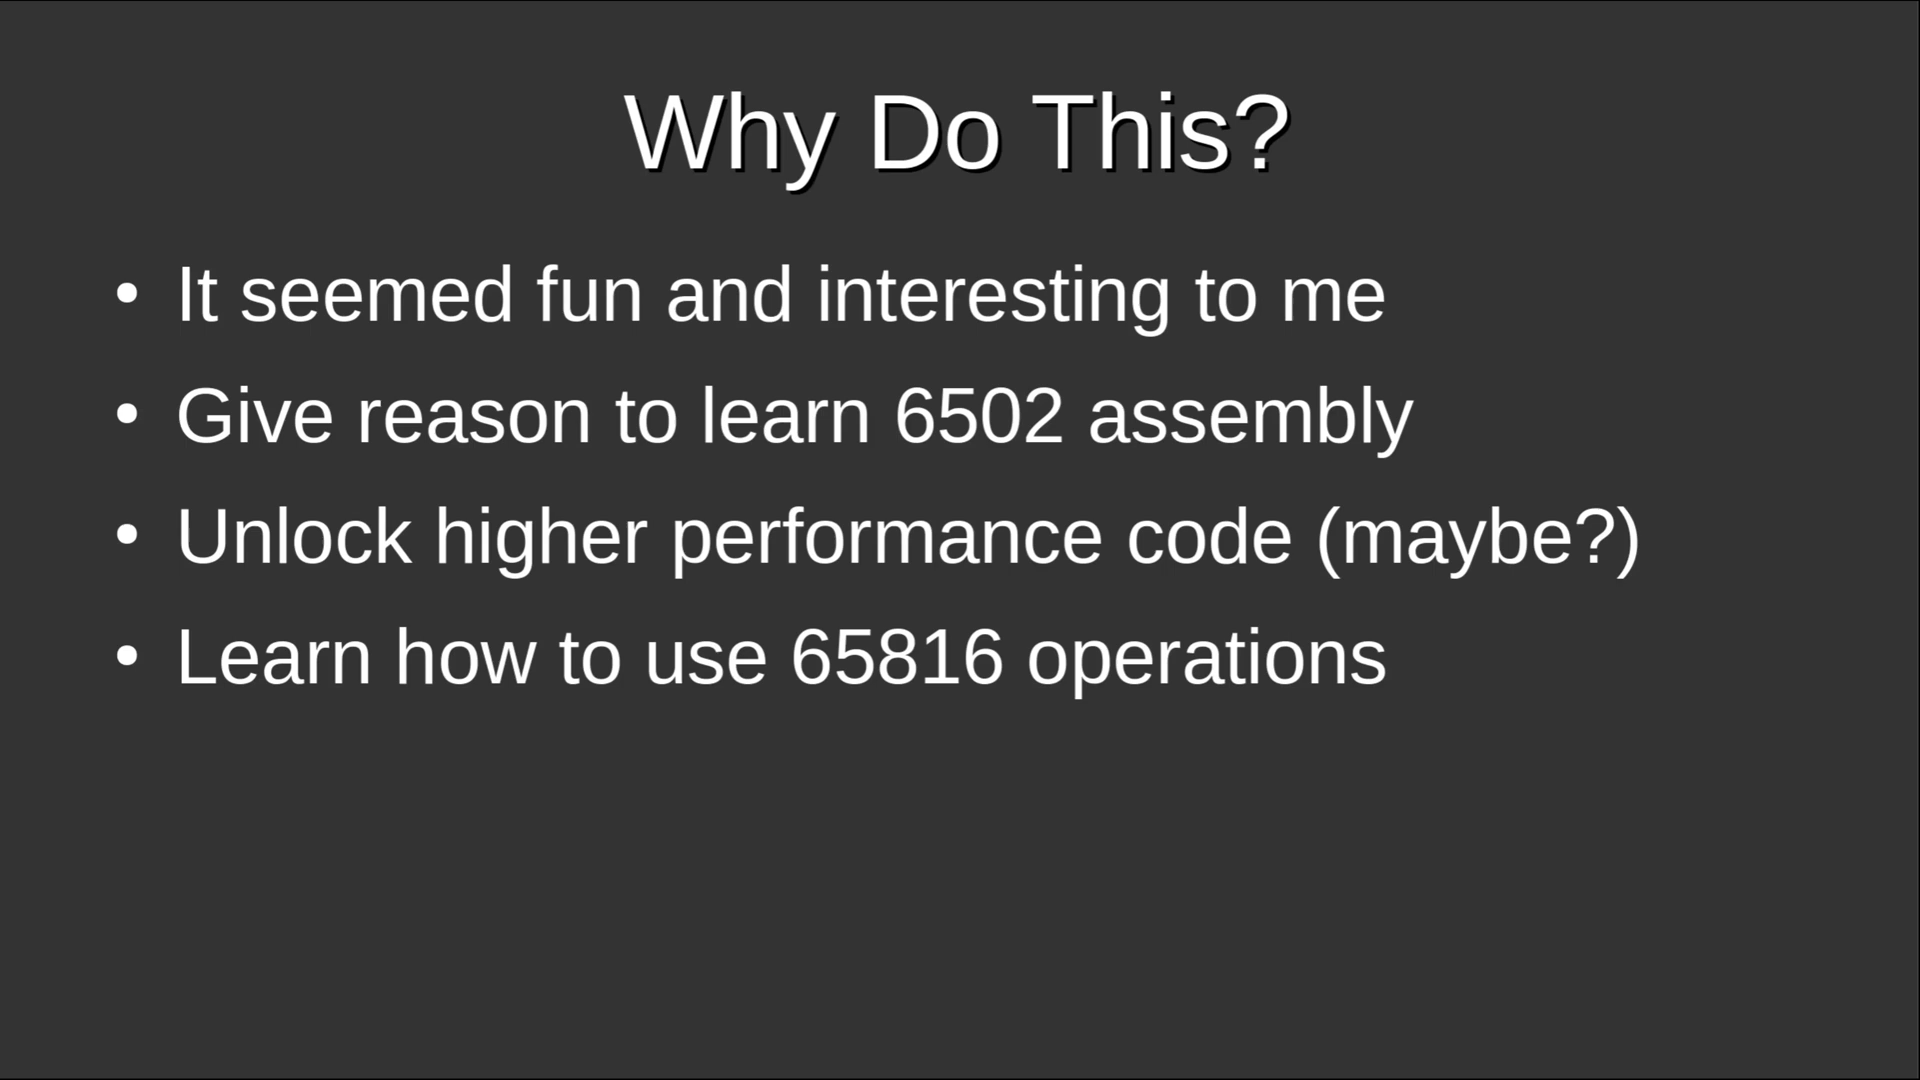 Why Do This?
• It seemed fun and interesting to me
• Give reason to learn 6502 assembly
• Unlock higher performance code (maybe?)
• Learn how to use 65816 operations